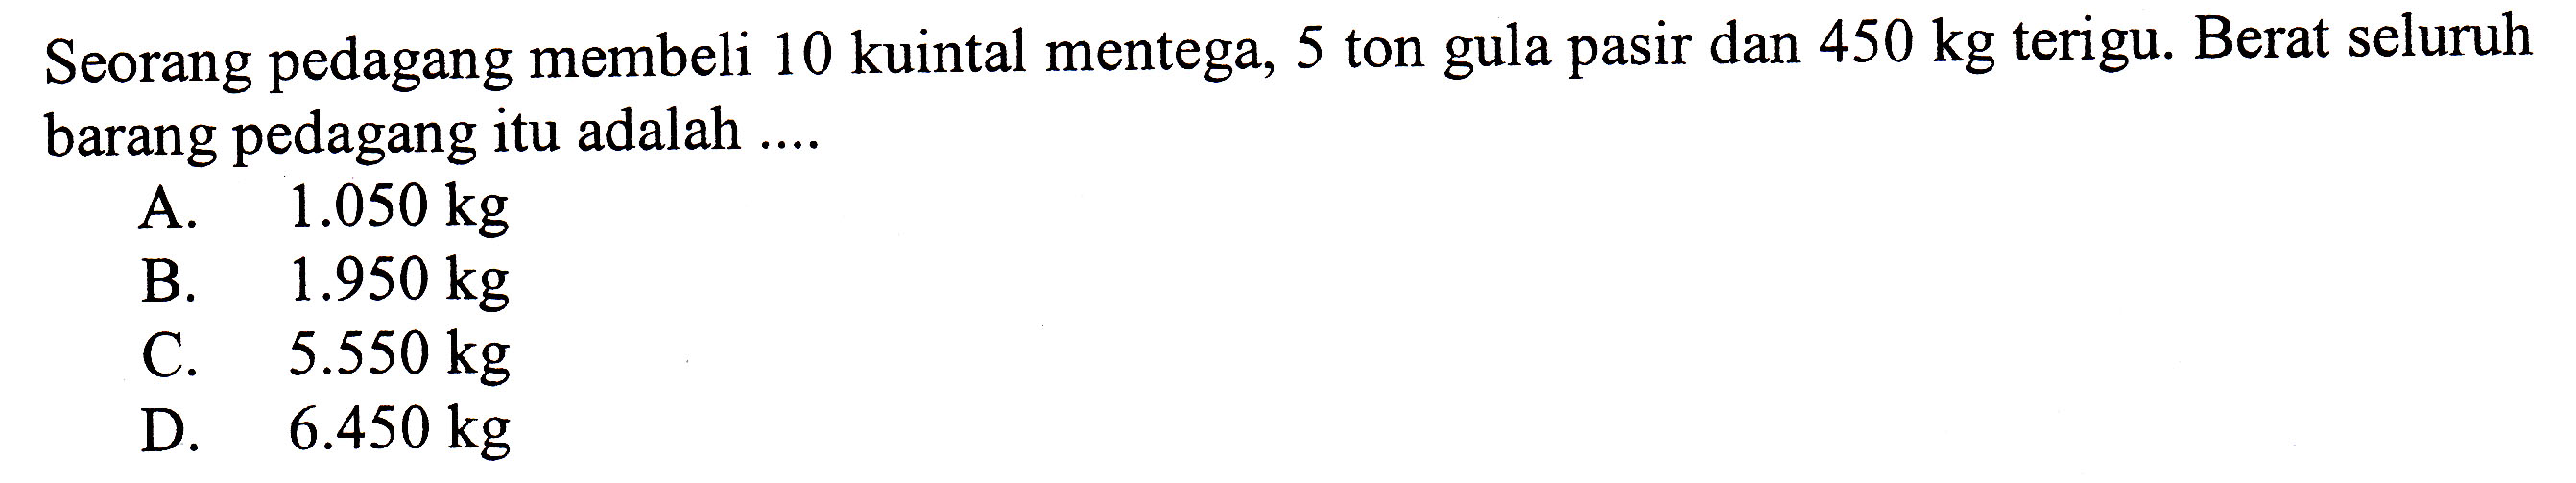 Seorang pedagang membeli 10 kuintal mentega, 5 ton gula pasir dan 450 kg terigu. Berat seluruh
barang pedagang itu adalah ....
A. 1.050 kg
B. 1.950 kg
C. 5.550 kg
D. 6.450 kg